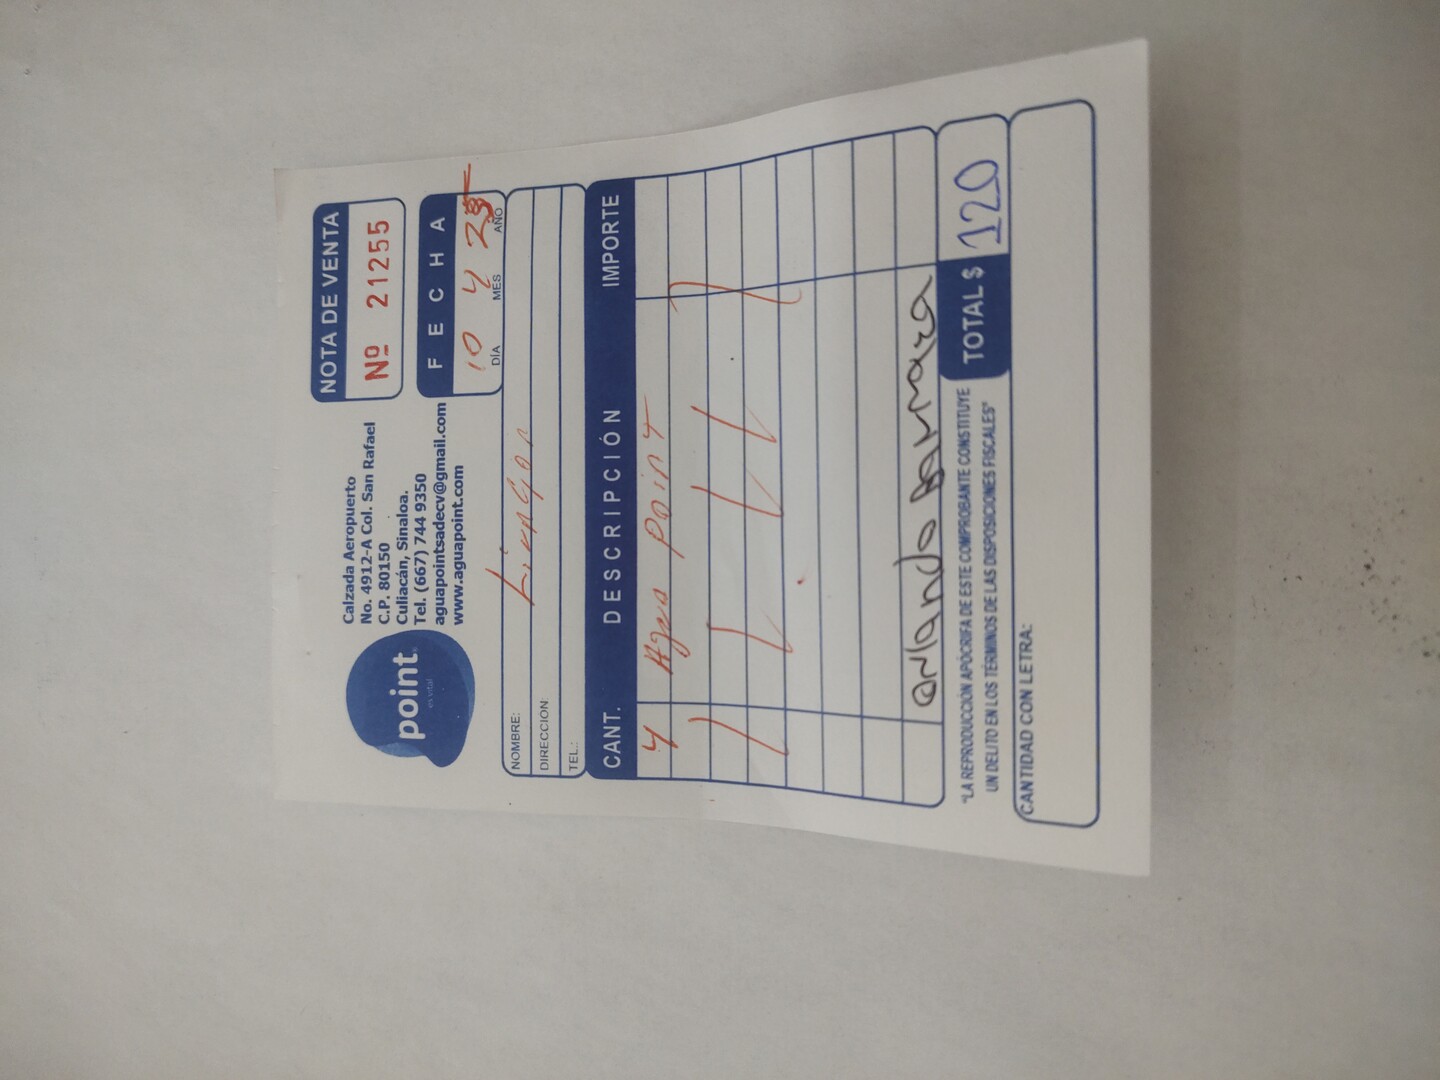 point
es vital
Calzada Aeropuerto
No. 4912-A Col. San Rafael
C.P. 80150
Culiacán, Sinaloa.
Tel. (667) 744 9350
aguapointsadecv@gmail.com
www.aguapoint.com
NOTA DE VENTA
Nº 21255
FECHA
10 4 25
DÍA MES AÑO
NOMBRE:
DIRECCION:
TEL.:
CANT. DESCRIPCIÓN IMPORTE
4 Agua Point
Orlando Barraza
"LA REPRODUCCIÓN APÓCRIFA DE ESTE COMPROBANTE CONSTITUYE
UN DELITO EN LOS TÉRMINOS DE LAS DISPOSICIONES FISCALES"
TOTAL $ 120
CANTIDAD CON LETRA: